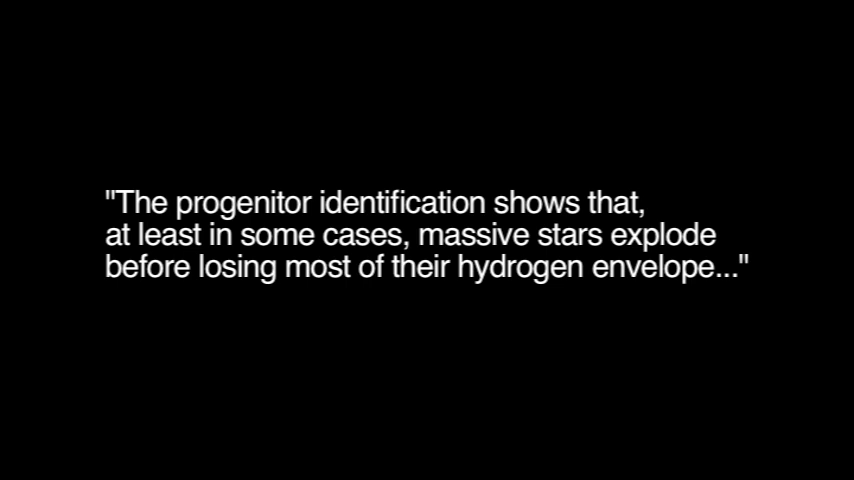 "The progenitor identification shows that,
at least in some cases, massive stars explode
before losing most of their hydrogen envelope..."